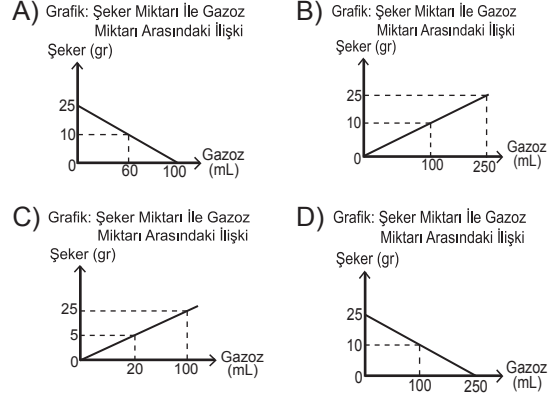 A) Grafik: Şeker Miktarı İle Gazoz
Miktarı Arasındaki İlişki
Şeker (gr)
25
10
0
60
100
Gazoz
(mL)
B) Grafik: Şeker Miktarı İle Gazoz
Miktarı Arasındaki İlişki
Şeker (gr)
25
10
0
100
250
Gazoz
(mL)
C) Grafik: Şeker Miktarı İle Gazoz
Miktarı Arasındaki İlişki
Şeker (gr)
25
5
0
20
100
Gazoz
(mL)
D) Grafik: Şeker Miktarı İle Gazoz
Miktarı Arasındaki İlişki
Şeker (gr)
25
10
0
100
250
Gazoz
(mL)